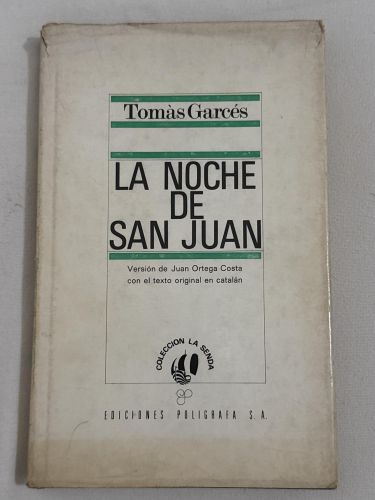 Tomàs Garcés
LA NOCHE
DE
SAN JUAN
Versión de Juan Ortega Costa
con el texto original en catalán
COLECCION LA SENDA
EDICIONES POLIGRAFA S.A.